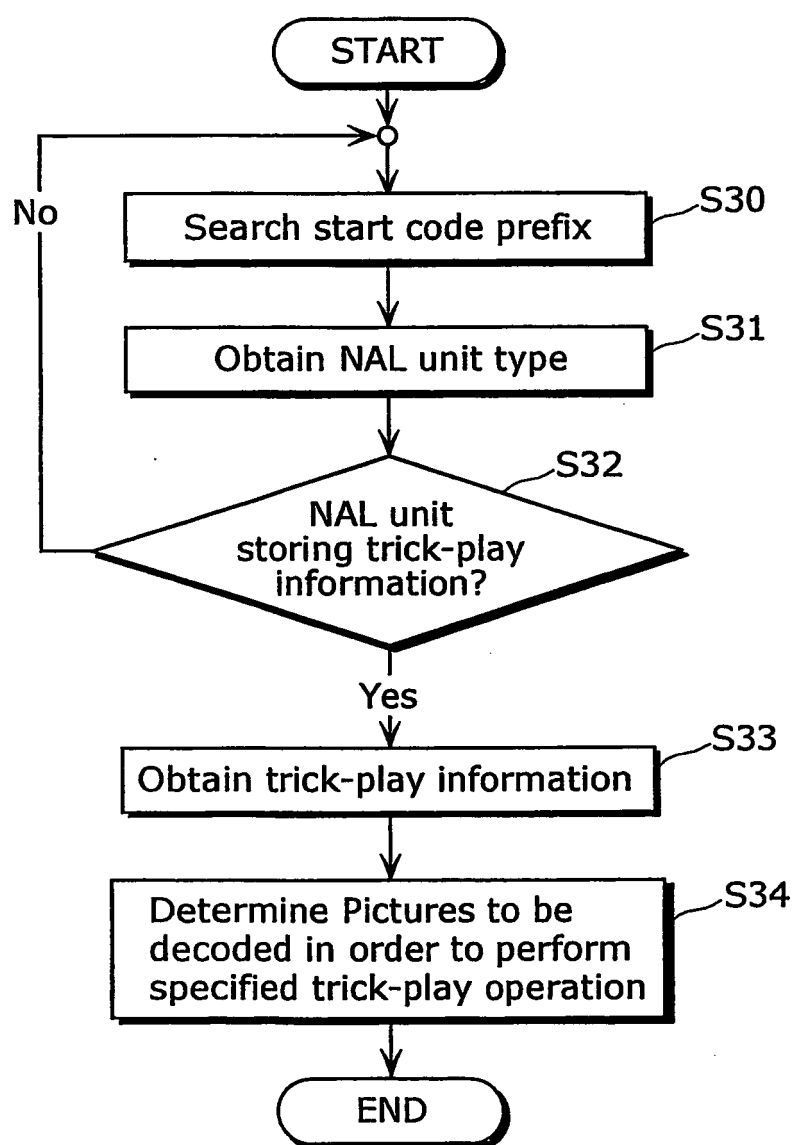 START
No
Search start code prefix
S30
Obtain NAL unit type
S31
S32
NAL unit
storing trick-play
information?
Yes
S33
Obtain trick-play information
S34
Determine Pictures to be
decoded in order to perform
specified trick-play operation
END